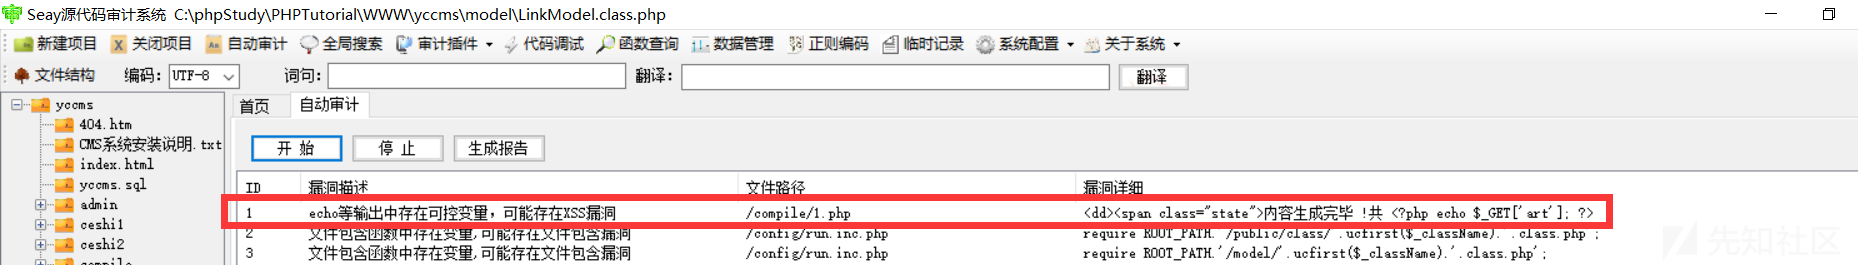 Seay源代码审计系统 C:\phpStudy\PHPTutorial\WWW\yccms\model\LinkModel.class.php
新建项目 关闭项目 自动审计 全局搜索 审计插件 代码调试 函数查询 数据管理 正则编码 临时记录 系统配置 关于系统
文件结构 编码: UTF-8 词句: 翻译: 翻译
yccms
404.htm
CMS系统安装说明.txt
index.html
yccms.sql
admin
ceshi1
ceshi2
首页 自动审计
开 始 停 止 生成报告
ID 漏洞描述 文件路径 漏洞详细
1 echo等输出中存在可控变量，可能存在XSS漏洞 /compile/1.php <dd><span class="state">内容生成完毕 !共 <?php echo $_GET['art']; ?>
2 文件包含函数中存在变量,可能存在文件包含漏洞 /config/run.inc.php require ROOT_PATH.'/public/class/'.ucfirst($_className).'.class.php';
3 文件包含函数中存在变量,可能存在文件包含漏洞 /config/run.inc.php require ROOT_PATH.'/model/'.ucfirst($_className).'.class.php';
先知社区